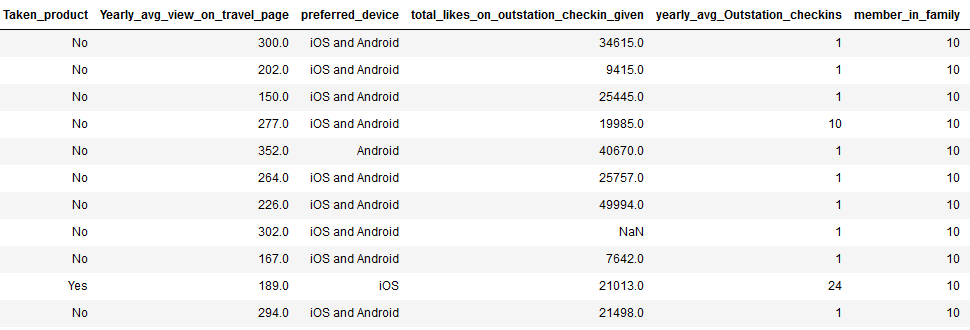 Taken_product Yearly_avg_view_on_travel_page preferred_device total_likes_on_outstation_checkin_given yearly_avg_Outstation_checkins member_in_family
No 300.0 iOS and Android 34615.0 1 10
No 202.0 iOS and Android 9415.0 1 10
No 150.0 iOS and Android 25445.0 1 10
No 277.0 iOS and Android 19985.0 10 10
No 352.0 Android 40670.0 1 10
No 264.0 iOS and Android 25757.0 1 10
No 226.0 iOS and Android 49994.0 1 10
No 302.0 iOS and Android NaN 1 10
No 167.0 iOS and Android 7642.0 1 10
Yes 189.0 iOS 21013.0 24 10
No 294.0 iOS and Android 21498.0 1 10